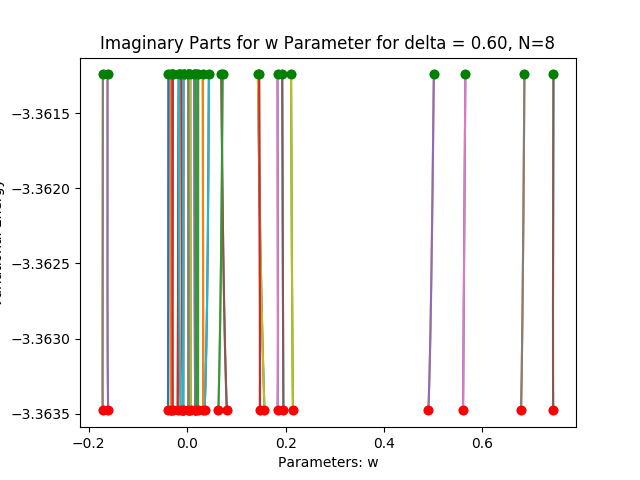 Imaginary Parts for w Parameter for delta = 0.60, N=8
−3.3615
−3.3620
−3.3625
−3.3630
−3.3635
−0.2 0.0 0.2 0.4 0.6
Parameters: w